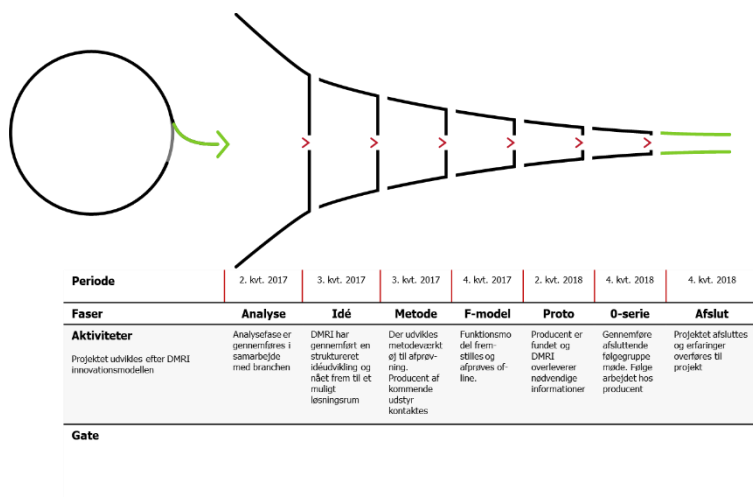 Periode
2. kvt. 2017
3. kvt. 2017
3. kvt. 2017
4. kvt. 2017
2. kvt. 2018
4. kvt. 2018
4. kvt. 2018
Faser
Analyse
Idé
Metode
F-model
Proto
0-serie
Afslut
Aktiviteter
Projektet udvikles efter DMRI
innovationsmodellen
Analysefase er
gennemføres i
samarbejde
med branchen
DMRI har
gennemført en
struktureret
idéudvikling og
nået frem til et
muligt
løsningsrum
Der udvikles
metodeværkt
øj til afprøv-
ning.
Producent af
kommende
udstyr
kontaktes
Funktionsmo
del frem-
stilles og
afprøves of-
line.
Producent er
fundet og
DMRI
overleverer
nødvendige
informationer
Gennemføre
afsluttende
følgegruppe
møde. Følge
arbejdet hos
producent
Projektet afsluttes
og erfaringer
overføres til
projekt
Gate